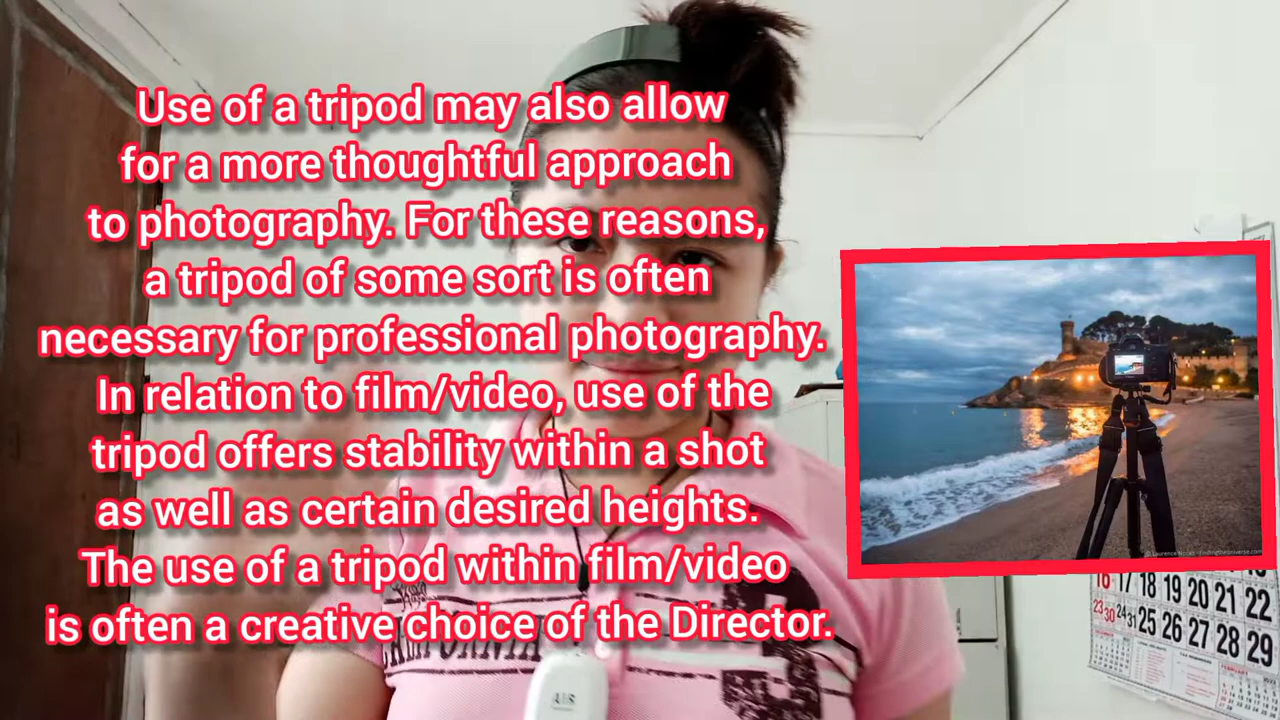 Use of a tripod may also allow
for a more thoughtful approach
to photography. For these reasons,
a tripod of some sort is often
necessary for professional photography.
In relation to film/video, use of the
tripod offers stability within a shot
as well as certain desired heights.
The use of a tripod within film/video
is often a creative choice of the Director.
CALIFORNIA
16 17 18 19 20 21 22
23/30 24/31 25 26 27 28 29